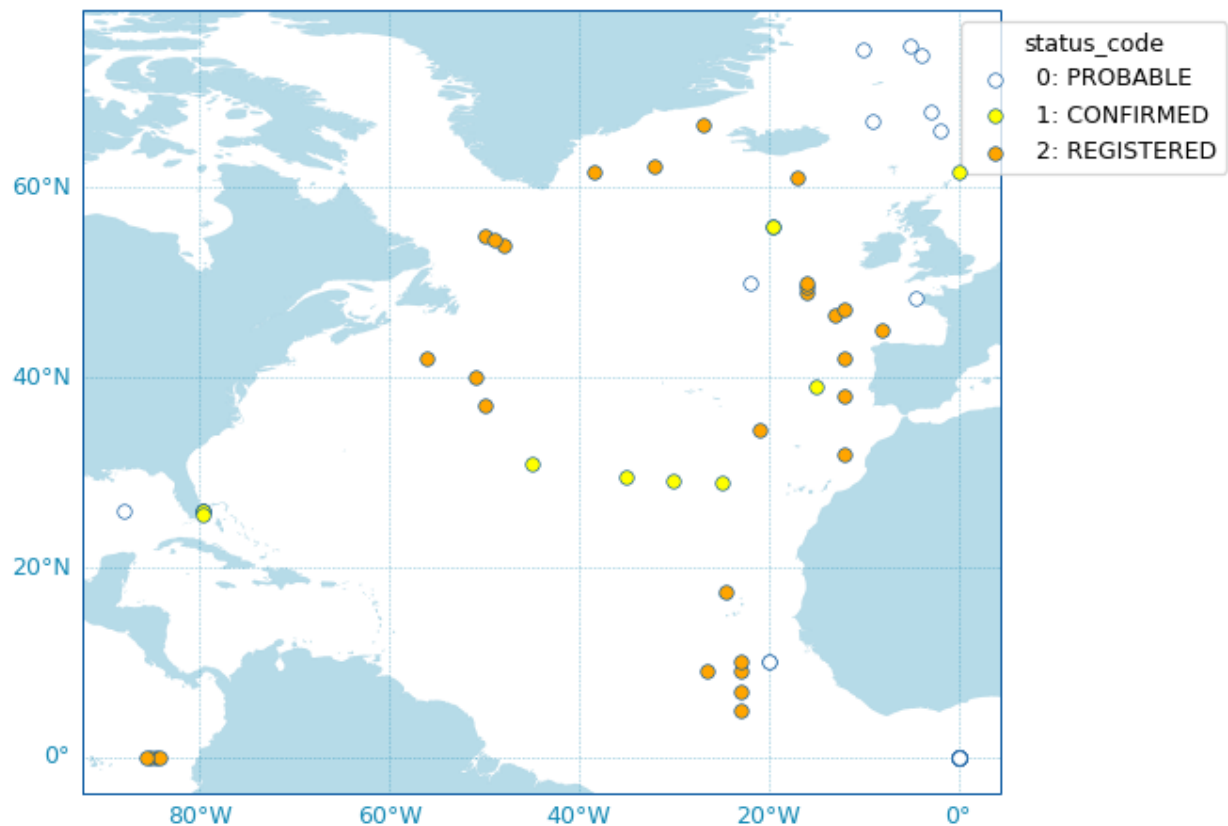 status_code
0: PROBABLE
1: CONFIRMED
2: REGISTERED
60°N
40°N
20°N
0°
80°W
60°W
40°W
20°W
0°